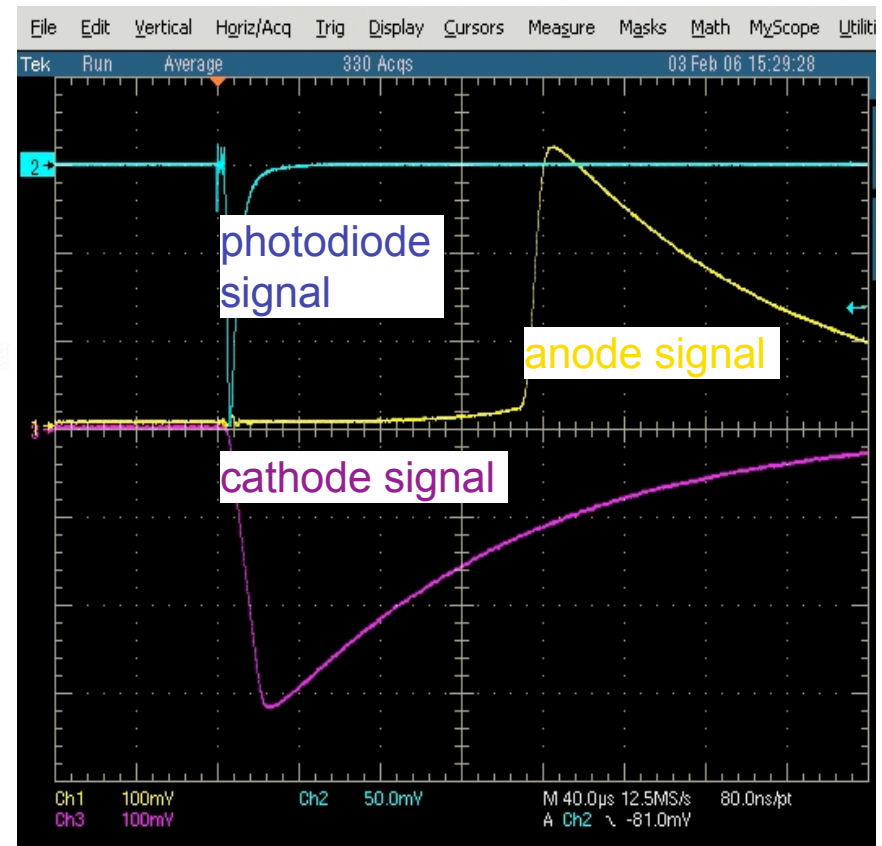 File Edit Vertical Horiz/Acq Trig Display Cursors Measure Masks Math MyScope Utiliti
Tek Run Average 330 Acqs 03 Feb 06 15:29:28
2
photodiode
signal
anode signal
cathode signal
Ch1 100mV Ch2 50.0mV M 40.0µs 12.5MS/s 80.0ns/pt
Ch3 100mV A Ch2 -81.0mV